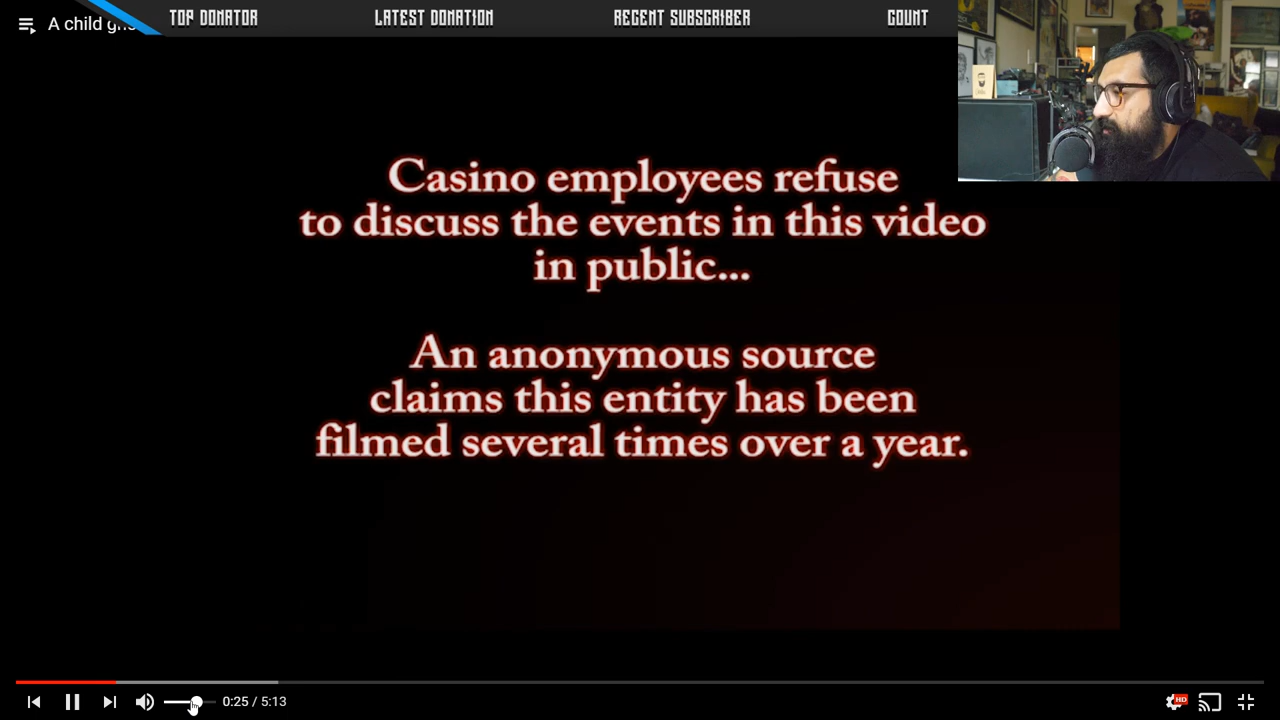 A child
TOP DONATOR
LATEST DONATION
RECENT SUBSCRIBER
COUNT
Casino employees refuse
to discuss the events in this video
in public...
An anonymous source
claims this entity has been
filmed several times over a year.
0:25 / 5:13
HD